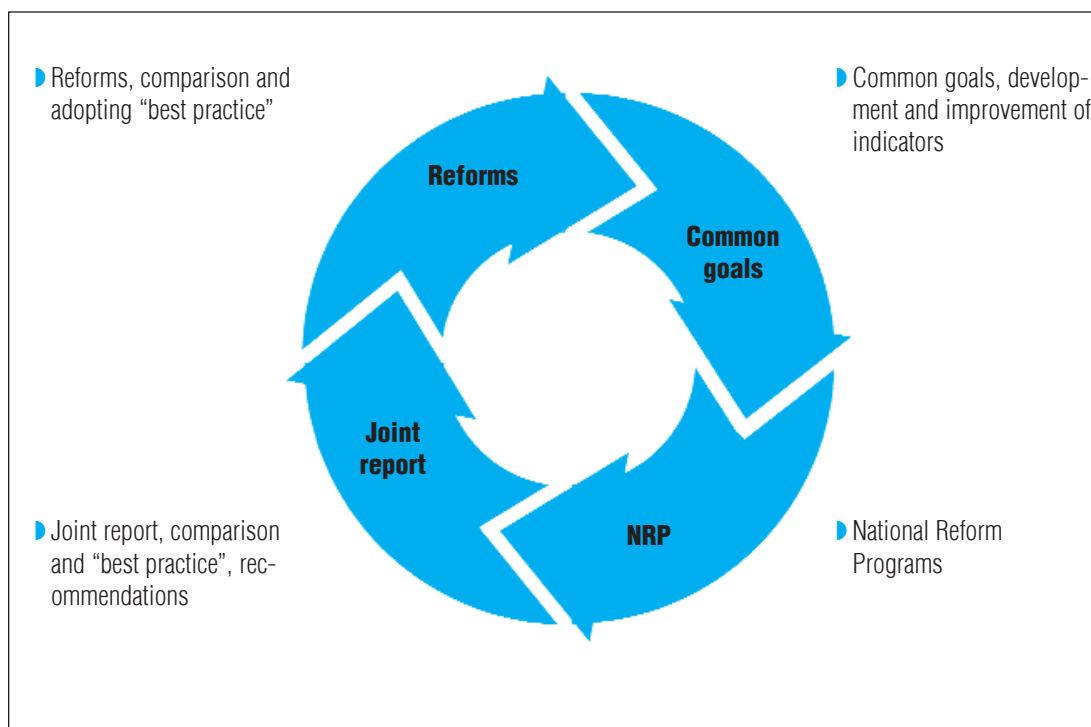 Reforms, comparison and
adopting “best practice”
Common goals, develop-
ment and improvement of
indicators
Reforms
Common
goals
Joint
report
NRP
Joint report, comparison
and “best practice”, rec-
ommendations
National Reform
Programs